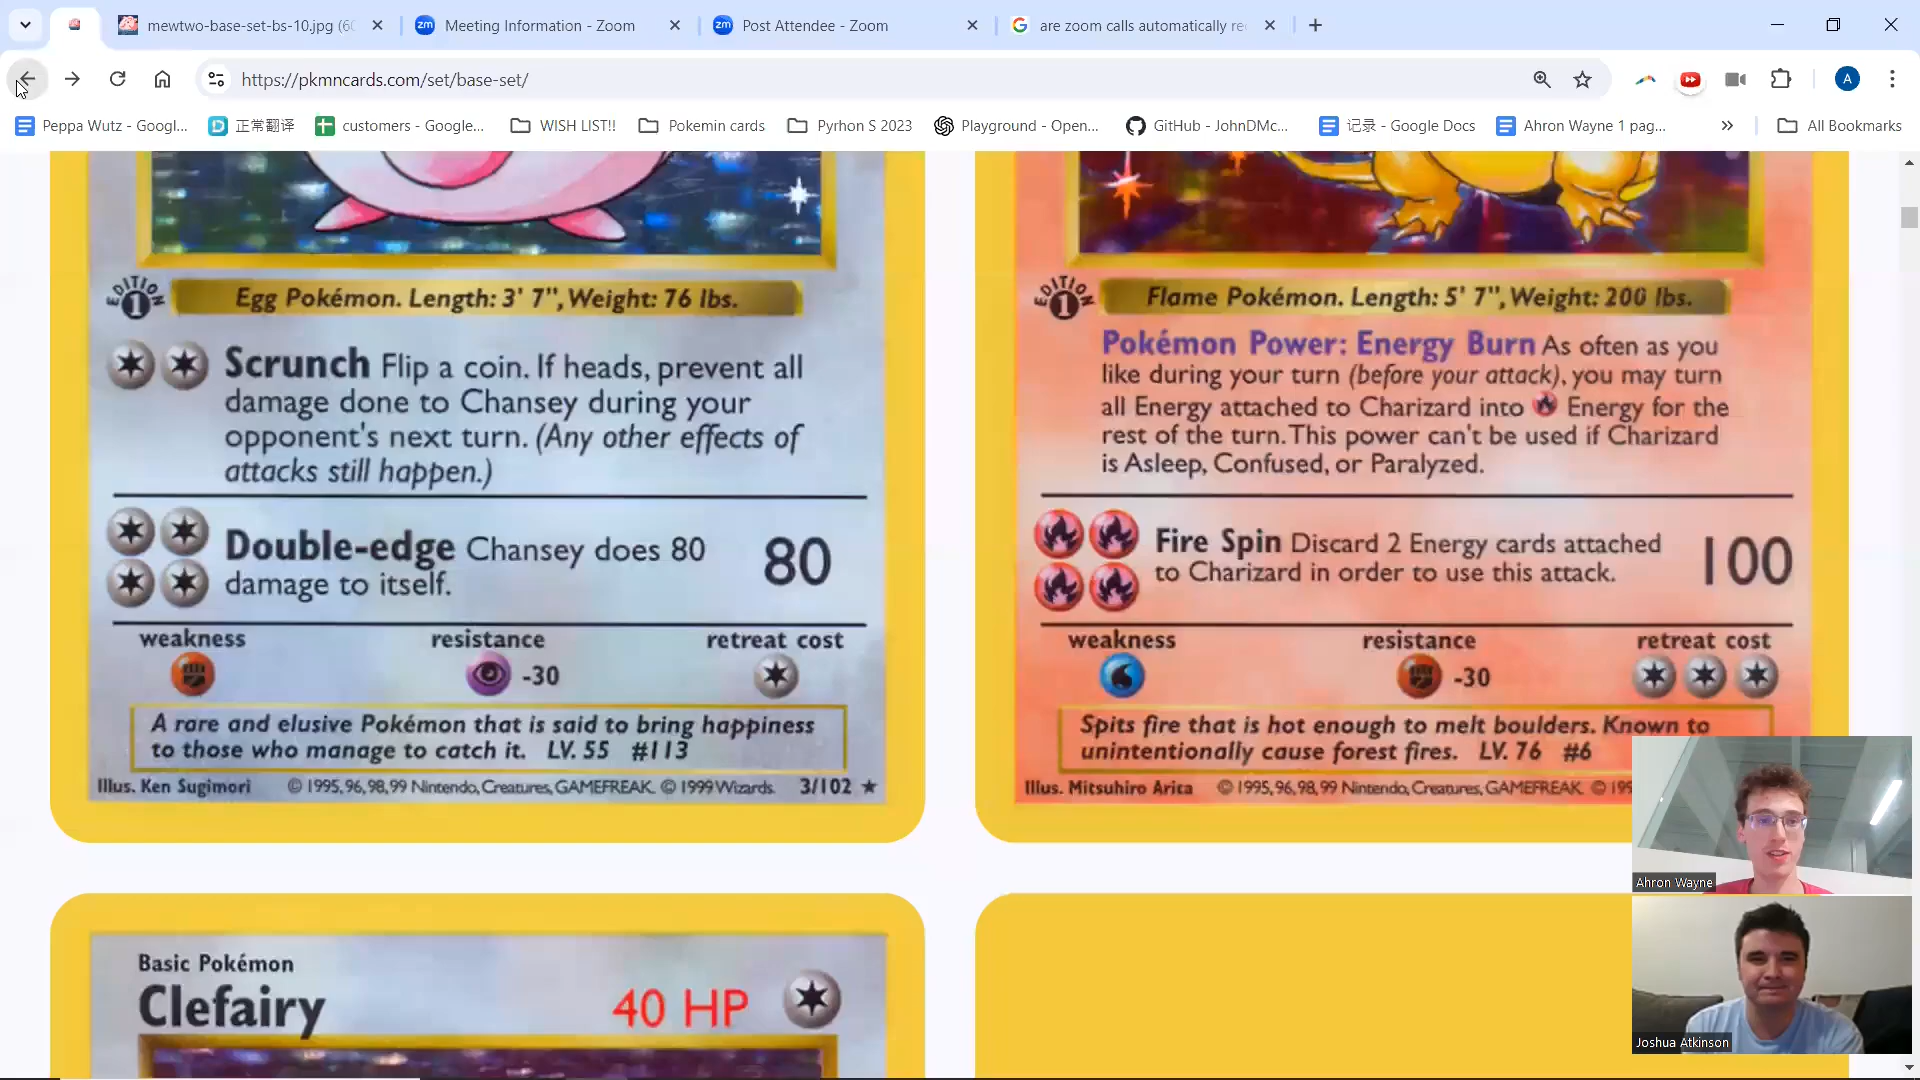 mewtwo-base-set-bs-10.jpg (60
Meeting Information - Zoom
Post Attendee - Zoom
are zoom calls automatically re
https://pkmncards.com/set/base-set/
A
Peppa Wutz - Googl...
正常翻译
customers - Google...
WISH LIST!!
Pokemin cards
Pyrhon S 2023
Playground - Open...
GitHub - JohnDMc...
记录 - Google Docs
Ahron Wayne 1 pag...
All Bookmarks
EDITION 1
Egg Pokémon. Length: 3' 7", Weight: 76 lbs.
Scrunch Flip a coin. If heads, prevent all
damage done to Chansey during your
opponent's next turn. (Any other effects of
attacks still happen.)
Double-edge Chansey does 80
damage to itself.
80
weakness resistance retreat cost
-30
A rare and elusive Pokémon that is said to bring happiness
to those who manage to catch it. LV. 55 #113
Illus. Ken Sugimori © 1995, 96, 98, 99 Nintendo, Creatures, GAMEFREAK. © 1999 Wizards. 3/102 ★
EDITION 1
Flame Pokémon. Length: 5' 7", Weight: 200 lbs.
Pokémon Power: Energy Burn As often as you
like during your turn (before your attack), you may turn
all Energy attached to Charizard into Energy for the
rest of the turn. This power can't be used if Charizard
is Asleep, Confused, or Paralyzed.
Fire Spin Discard 2 Energy cards attached
to Charizard in order to use this attack.
100
weakness resistance retreat cost
-30
Spits fire that is hot enough to melt boulders. Known to
unintentionally cause forest fires. LV. 76 #6
Illus. Mitsuhiro Arita © 1995, 96, 98, 99 Nintendo, Creatures, GAMEFREAK. © 19
Basic Pokémon
Clefairy
40 HP
Ahron Wayne
Joshua Atkinson